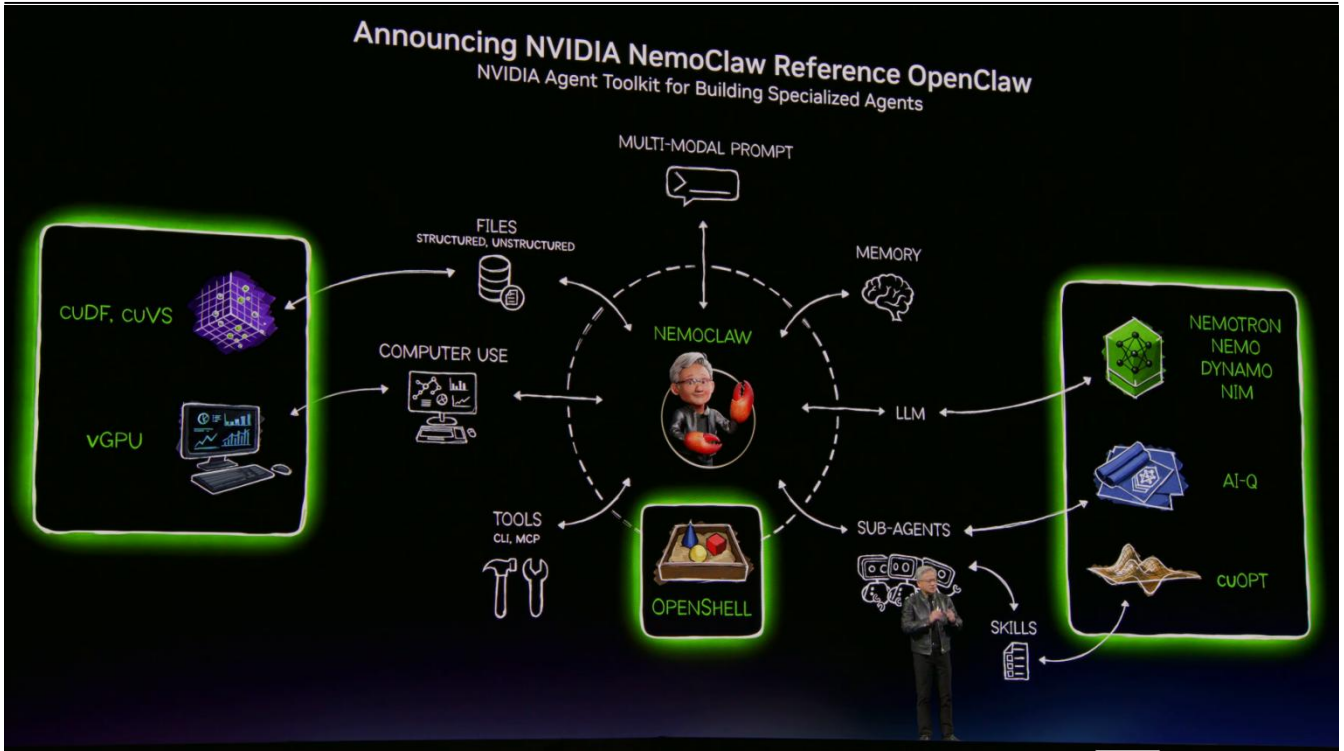 Announcing NVIDIA NemoClaw Reference OpenClaw
NVIDIA Agent Toolkit for Building Specialized Agents
MULTI-MODAL PROMPT
FILES
STRUCTURED, UNSTRUCTURED
MEMORY
cuDF, cuVS
NEMOCLAW
NEMOTRON
NEMO
DYNAMO
NIM
COMPUTER USE
LLM
vGPU
AI-Q
TOOLS
CLI, MCP
SUB-AGENTS
OPENSHELL
cuOPT
SKILLS